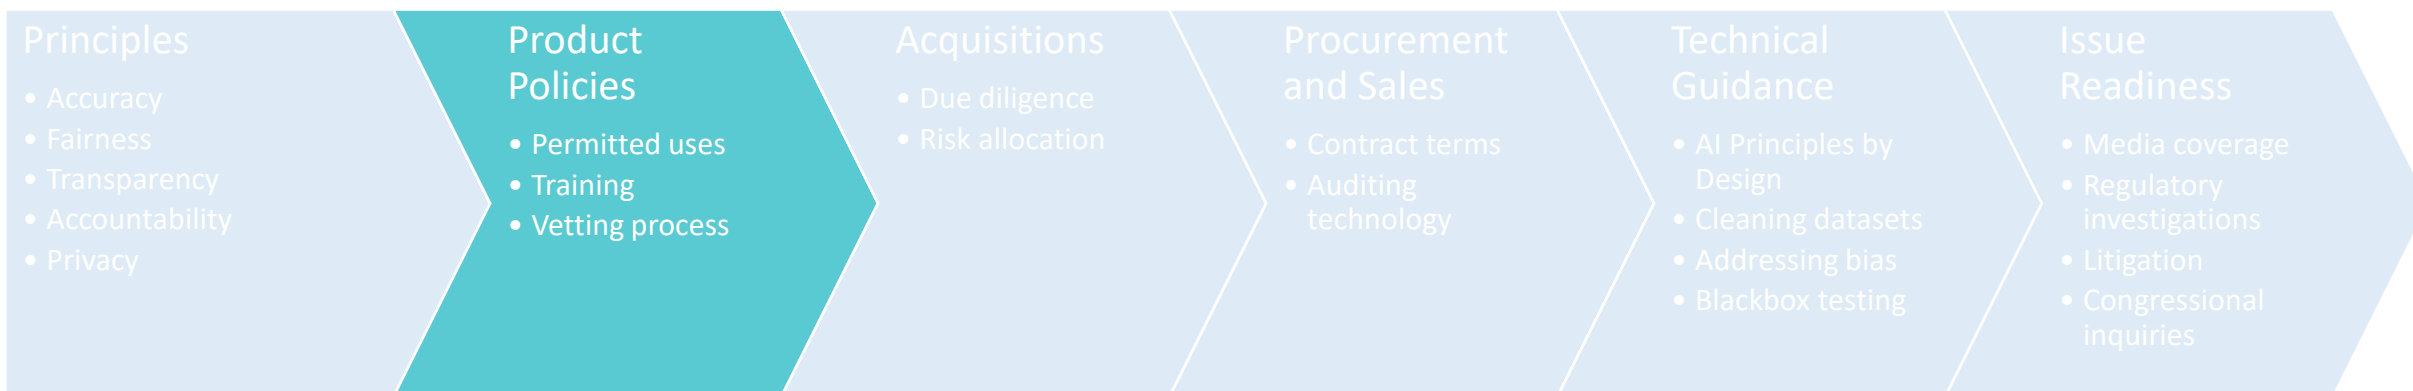 Principles
• Accuracy
• Fairness
• Transparency
• Accountability
• Privacy
Product
Policies
• Permitted uses
• Training
• Vetting process
Acquisitions
• Due diligence
• Risk allocation
Procurement
and Sales
• Contract terms
• Auditing
technology
Technical
Guidance
• AI Principles by
Design
• Cleaning datasets
• Addressing bias
• Blackbox testing
Issue
Readiness
• Media coverage
• Regulatory
investigations
• Litigation
• Congressional
inquiries